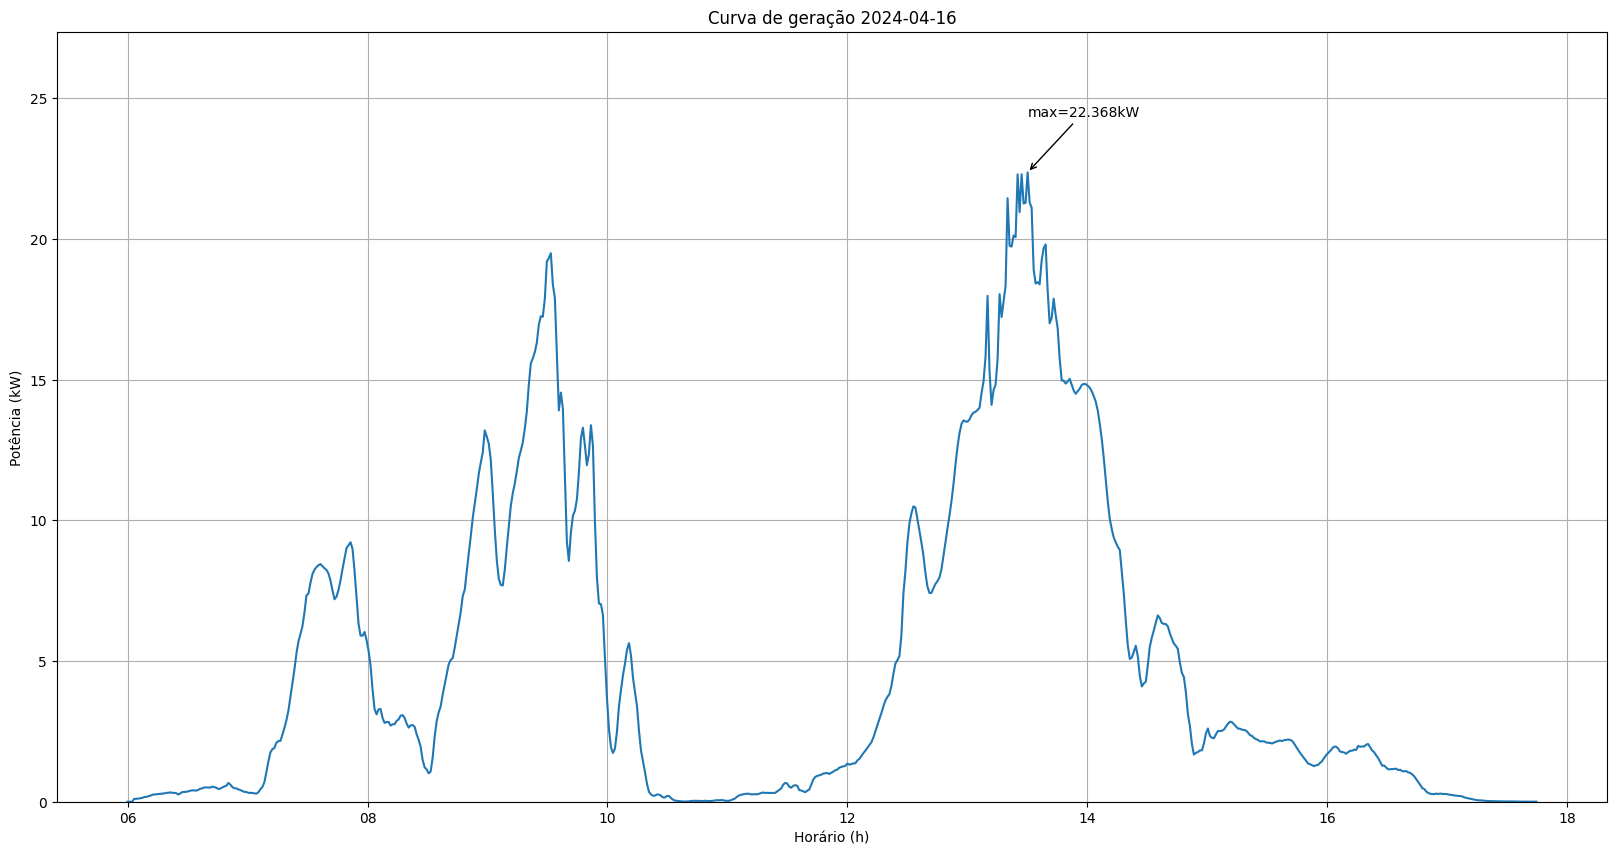 Curva de geração 2024-04-16
max=22.368kW
Potência (kW)
25
20
15
10
5
0
06 08 10 12 14 16 18
Horário (h)